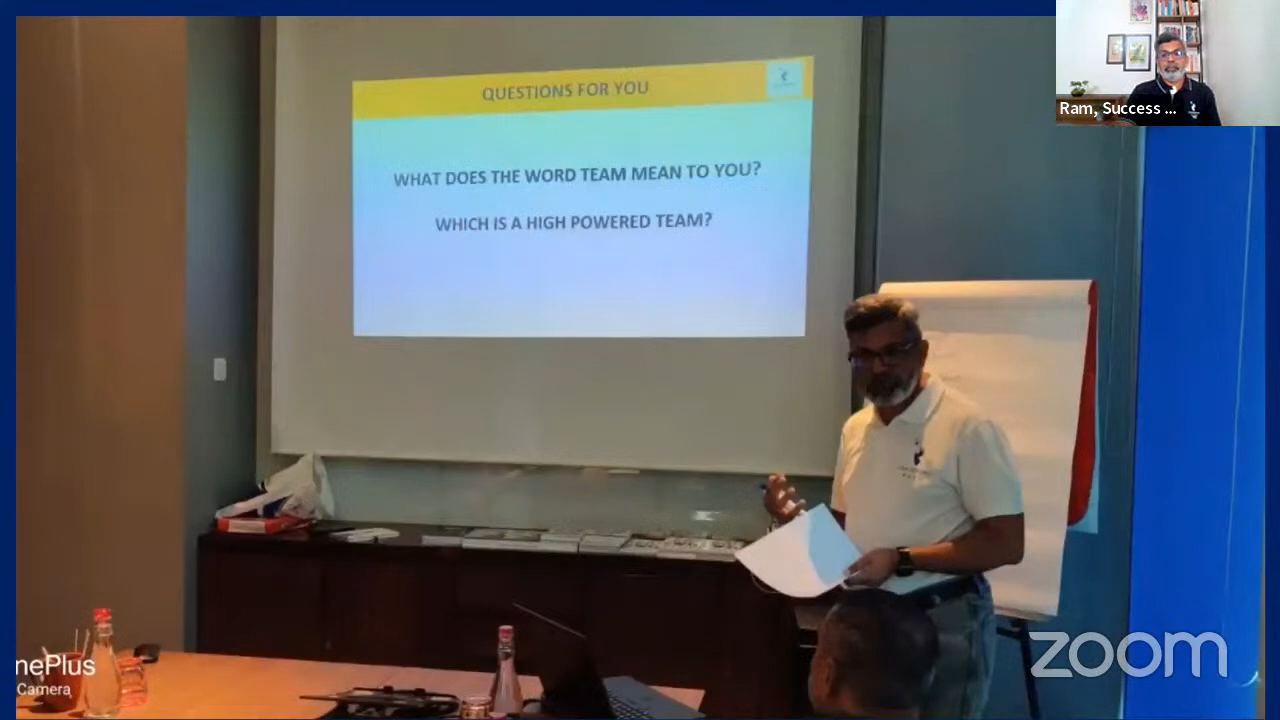 QUESTIONS FOR YOU
WHAT DOES THE WORD TEAM MEAN TO YOU?
WHICH IS A HIGH POWERED TEAM?
Ram, Success ...
nePlus
Camera
zoom